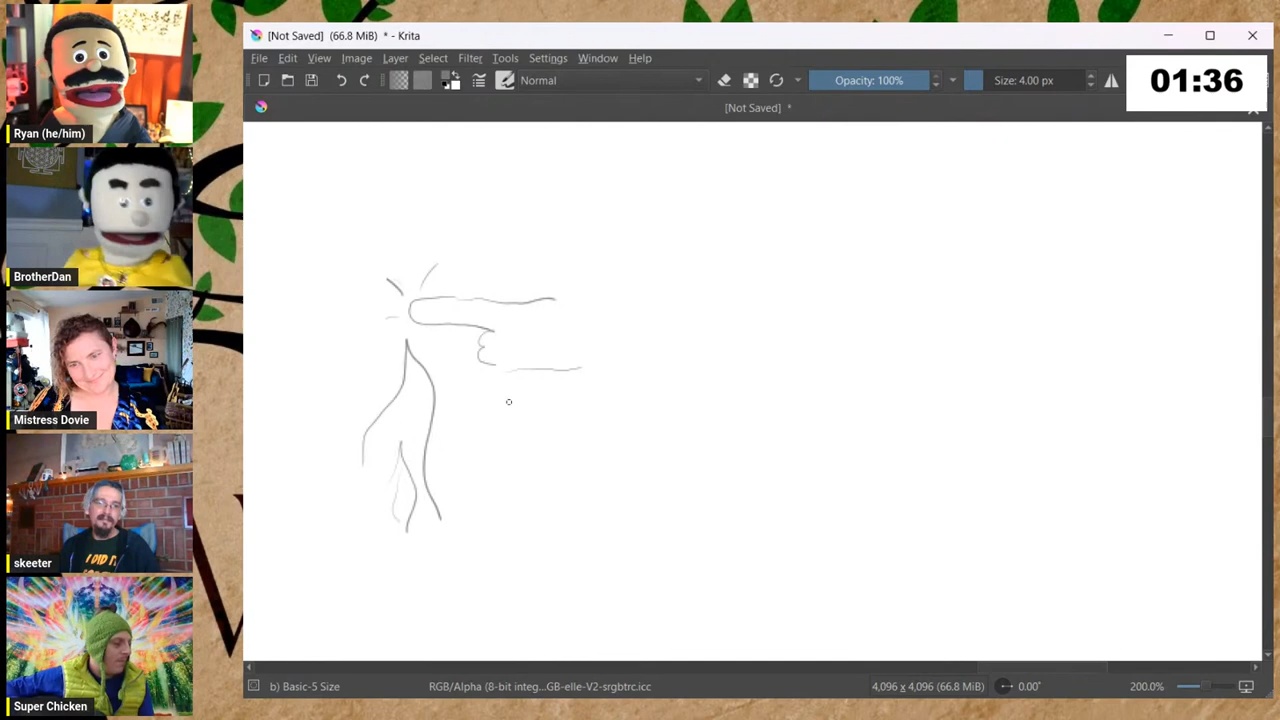 Ryan (he/him)
BrotherDan
Mistress Dovie
skeeter
Super Chicken
[Not Saved] (66.8 MiB) * - Krita
File Edit View Image Layer Select Filter Tools Settings Window Help
Normal
Opacity: 100%
Size: 4.00 px
01:36
[Not Saved] *
b) Basic-5 Size
RGB/Alpha (8-bit integ...GB-elle-V2-srgbtrc.icc
4,096 x 4,096 (66.8 MiB)
0.00°
200.0%
I DID